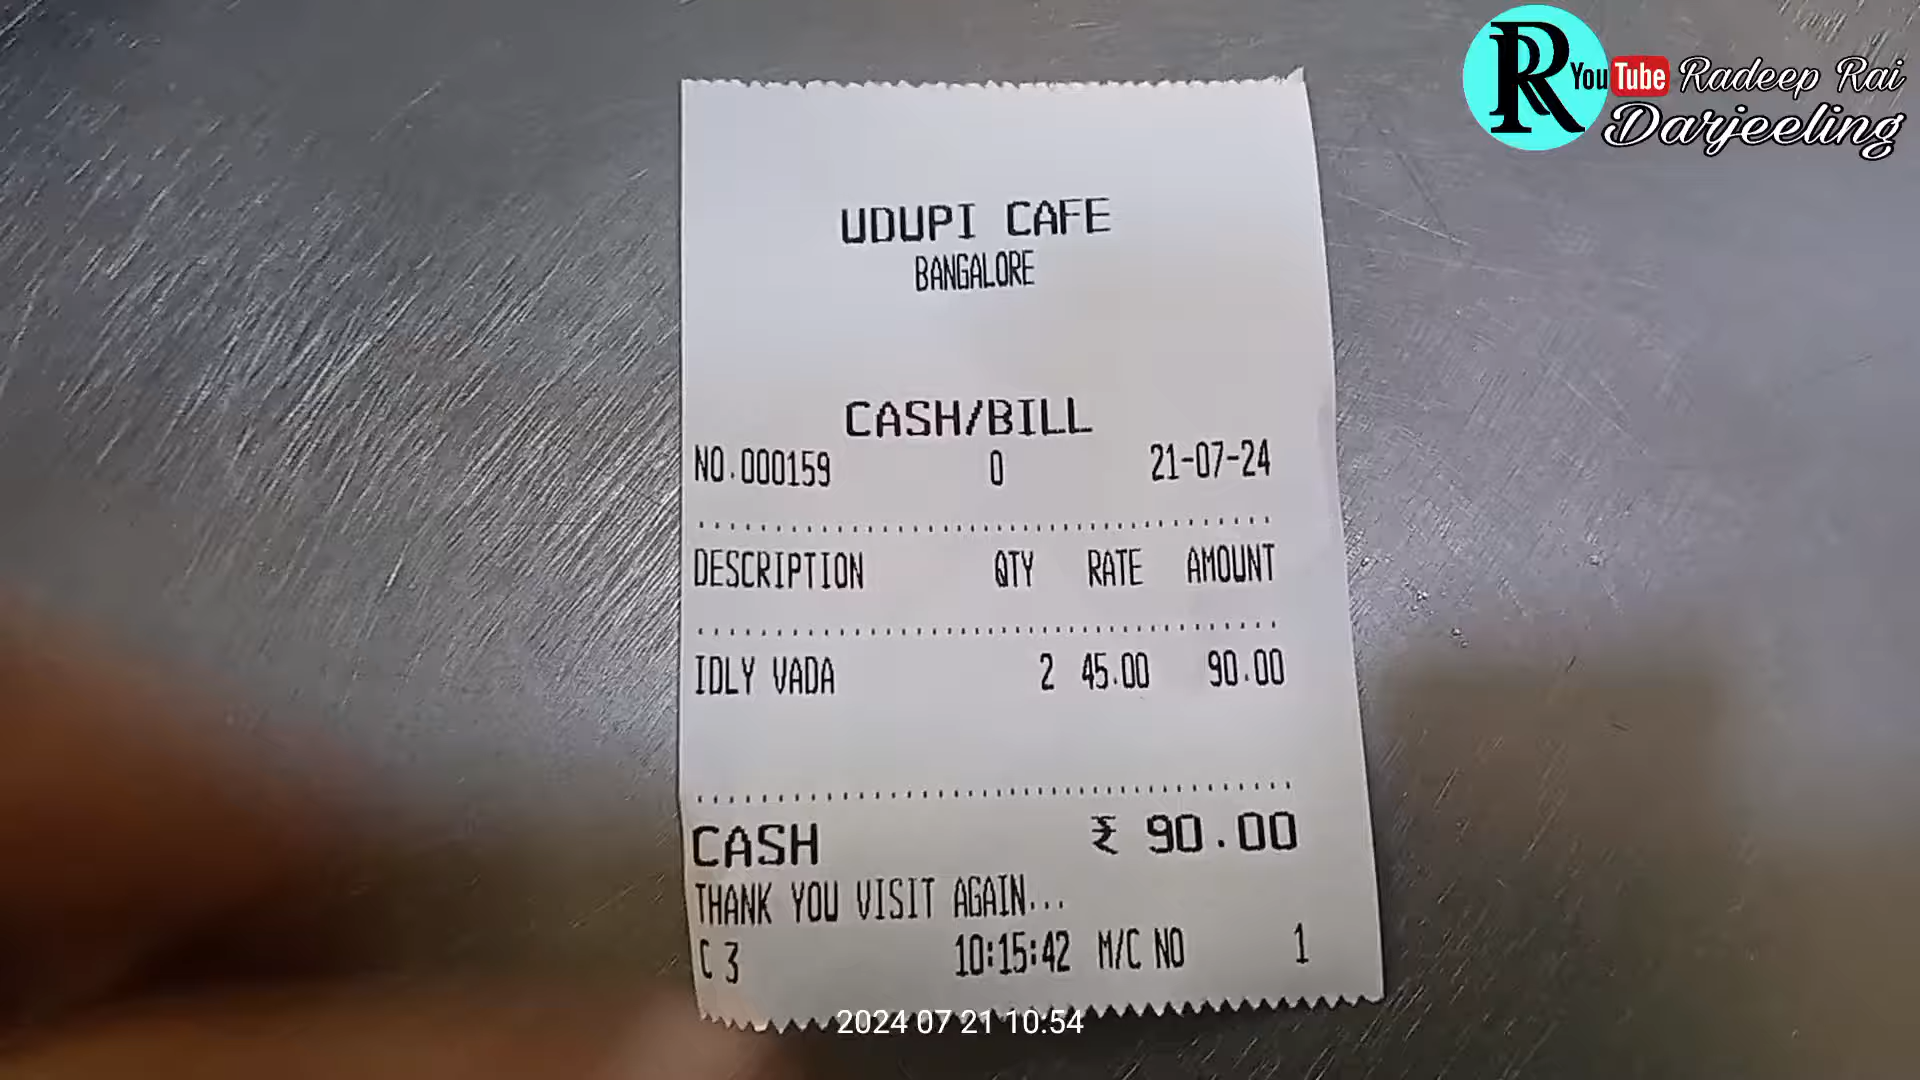 R YouTube Radeep Rai
Darjeeling
UDUPI CAFE
BANGALORE
CASH/BILL
NO.000159 0 21-07-24
DESCRIPTION QTY RATE AMOUNT
IDLY VADA 2 45.00 90.00
CASH ₹ 90.00
THANK YOU VISIT AGAIN...
C 3 10:15:42 M/C NO 1
2024 07 21 10:54